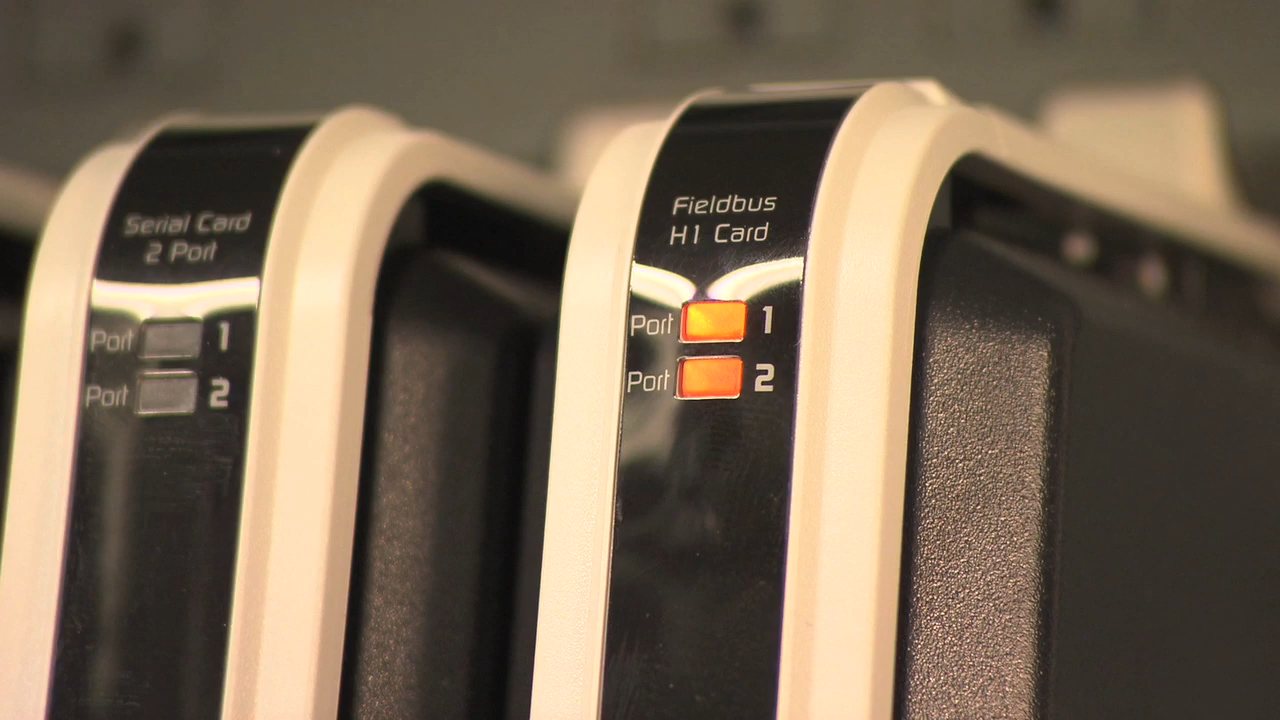 Serial Card
2 Port
Port 1
Port 2
Fieldbus
H1 Card
Port 1
Port 2